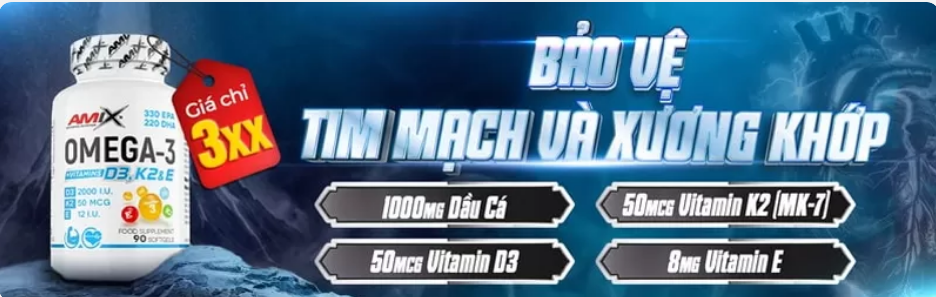 AMIX
330 EPA
220 DHA
OMEGA-3
+VITAMINS D3, K2 & E
D3 2000 I.U.
K2 50 MCG
E 12 I.U.
FOOD SUPPLEMENT
90 SOFTGELS
Giá chỉ
3XX
BẢO VỆ
TIM MẠCH VÀ XƯƠNG KHỚP
1000MG Dầu Cá
50MCG Vitamin K2 (MK-7)
50MCG Vitamin D3
8MG Vitamin E